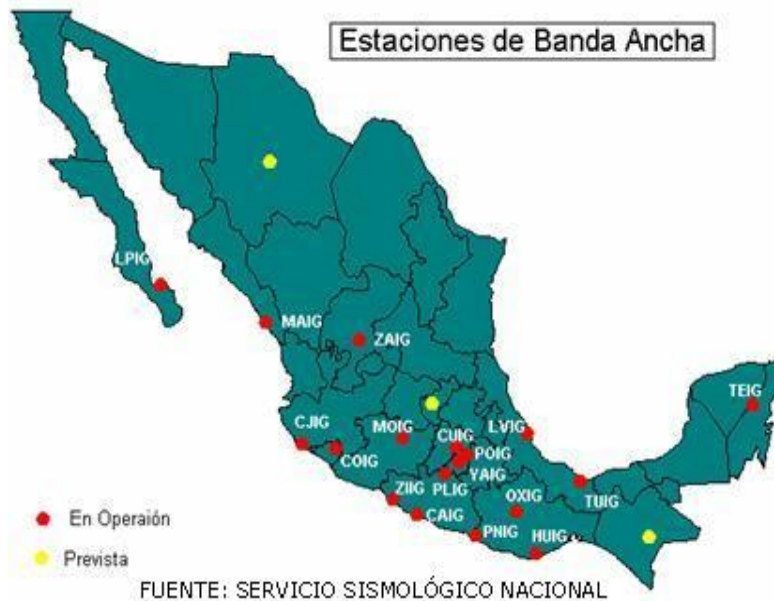 Estaciones de Banda Ancha
LPIG
MAIG
ZAIG
TEIG
CJIG
MOIG
CUIG
LVIG
COIG
POIG
YAIG
ZIIG
PLIG
OXIG
TUIG
CAIG
PNIG
HUIG
En Operaión
Prevista
FUENTE: SERVICIO SISMOLÓGICO NACIONAL